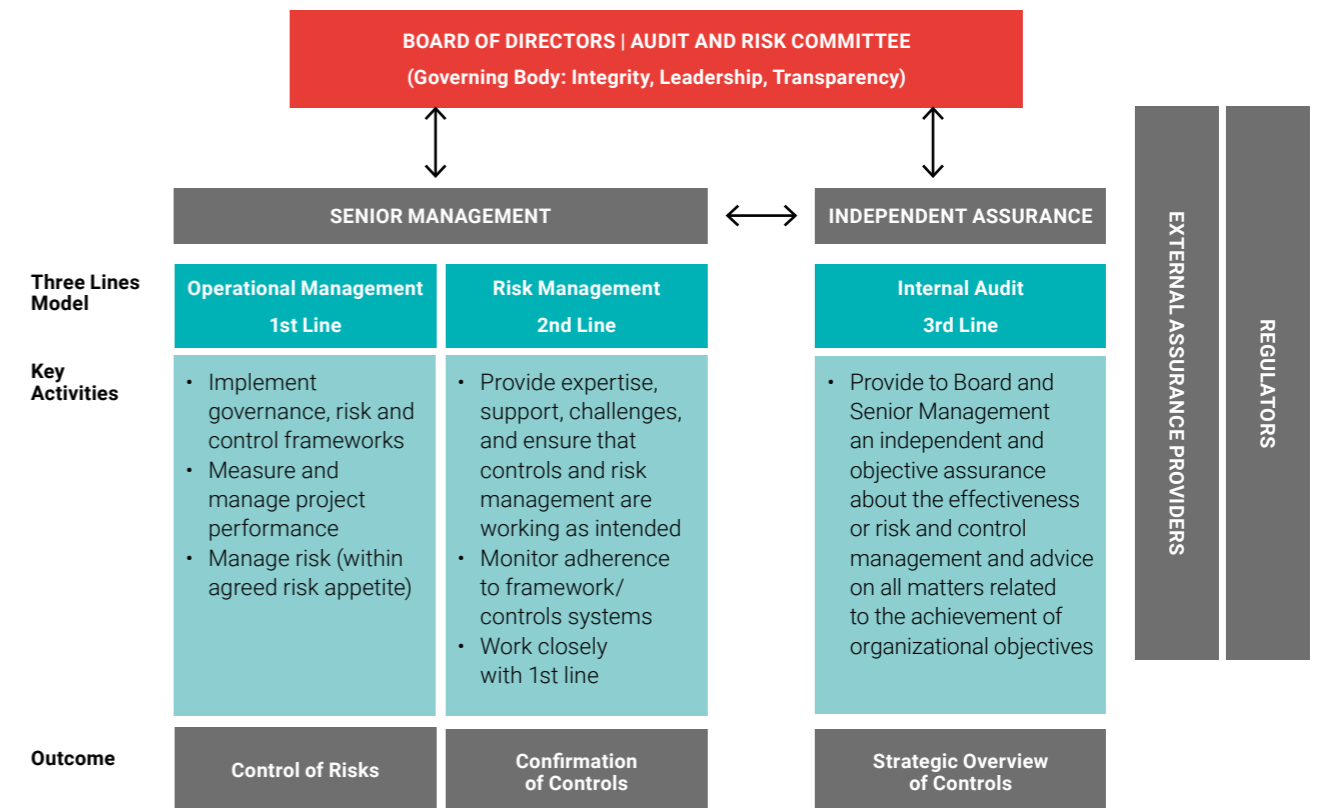 BOARD OF DIRECTORS | AUDIT AND RISK COMMITTEE
(Governing Body: Integrity, Leadership, Transparency)
SENIOR MANAGEMENT
INDEPENDENT ASSURANCE
EXTERNAL ASSURANCE PROVIDERS
REGULATORS
Three Lines
Model
Operational Management
1st Line
Risk Management
2nd Line
Internal Audit
3rd Line
Key
Activities
• Implement
governance, risk and
control frameworks
• Measure and
manage project
performance
• Manage risk (within
agreed risk appetite)
• Provide expertise,
support, challenges,
and ensure that
controls and risk
management are
working as intended
• Monitor adherence
to framework/
controls systems
• Work closely
with 1st line
• Provide to Board and
Senior Management
an independent and
objective assurance
about the effectiveness
or risk and control
management and advice
on all matters related
to the achievement of
organizational objectives
Outcome
Control of Risks
Confirmation
of Controls
Strategic Overview
of Controls